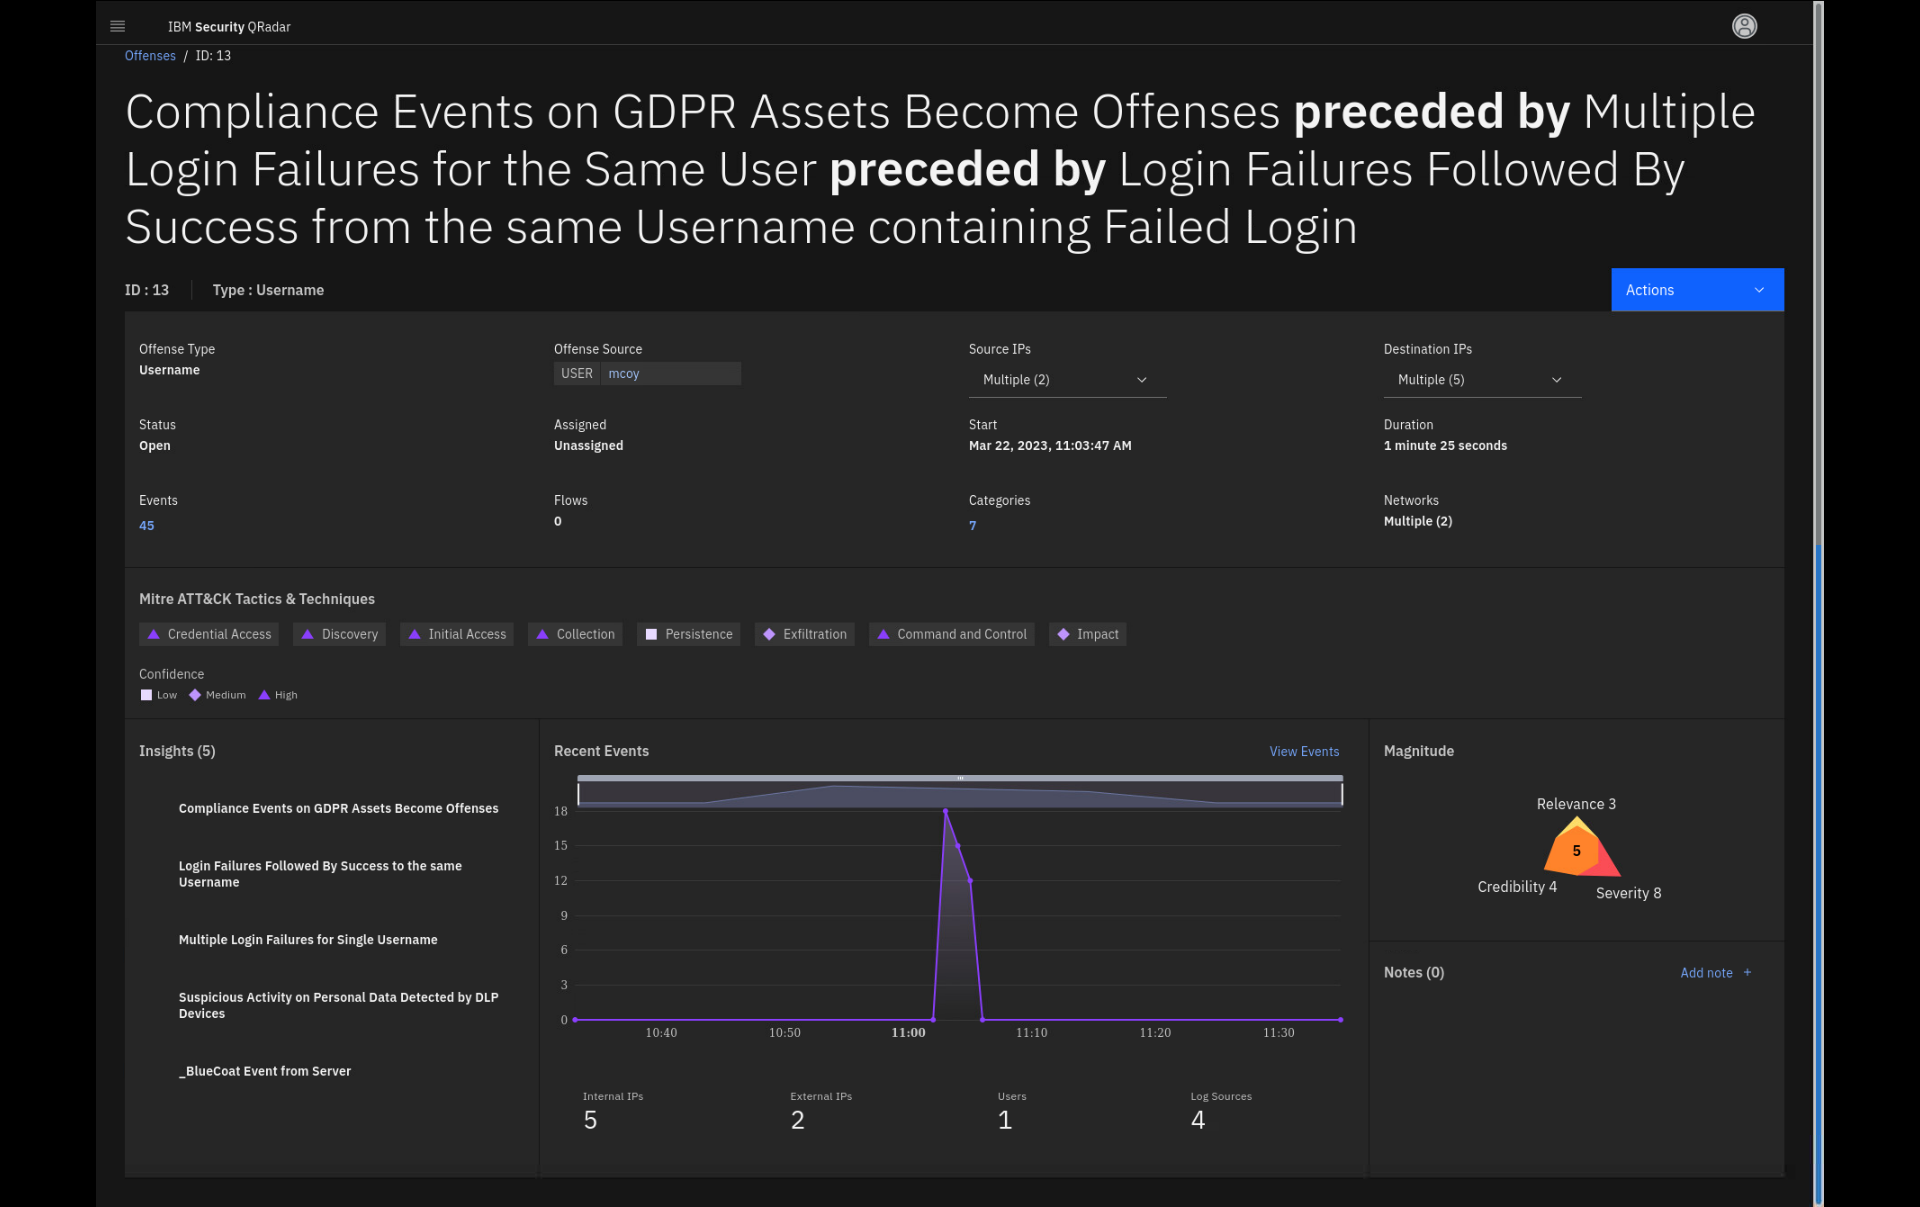 IBM Security QRadar
Offenses / ID: 13
Compliance Events on GDPR Assets Become Offenses preceded by Multiple
Login Failures for the Same User preceded by Login Failures Followed By
Success from the same Username containing Failed Login
ID : 13
Type : Username
Actions
Offense Type
Username
Offense Source
USER mcoy
Source IPs
Multiple (2)
Destination IPs
Multiple (5)
Status
Open
Assigned
Unassigned
Start
Mar 22, 2023, 11:03:47 AM
Duration
1 minute 25 seconds
Events
45
Flows
0
Categories
7
Networks
Multiple (2)
Mitre ATT&CK Tactics & Techniques
Credential Access
Discovery
Initial Access
Collection
Persistence
Exfiltration
Command and Control
Impact
Confidence
Low
Medium
High
Insights (5)
Compliance Events on GDPR Assets Become Offenses
Login Failures Followed By Success to the same
Username
Multiple Login Failures for Single Username
Suspicious Activity on Personal Data Detected by DLP
Devices
_BlueCoat Event from Server
Recent Events
View Events
18
15
12
9
6
3
0
10:40
10:50
11:00
11:10
11:20
11:30
Internal IPs
5
External IPs
2
Users
1
Log Sources
4
Magnitude
Relevance 3
5
Credibility 4
Severity 8
Notes (0)
Add note +